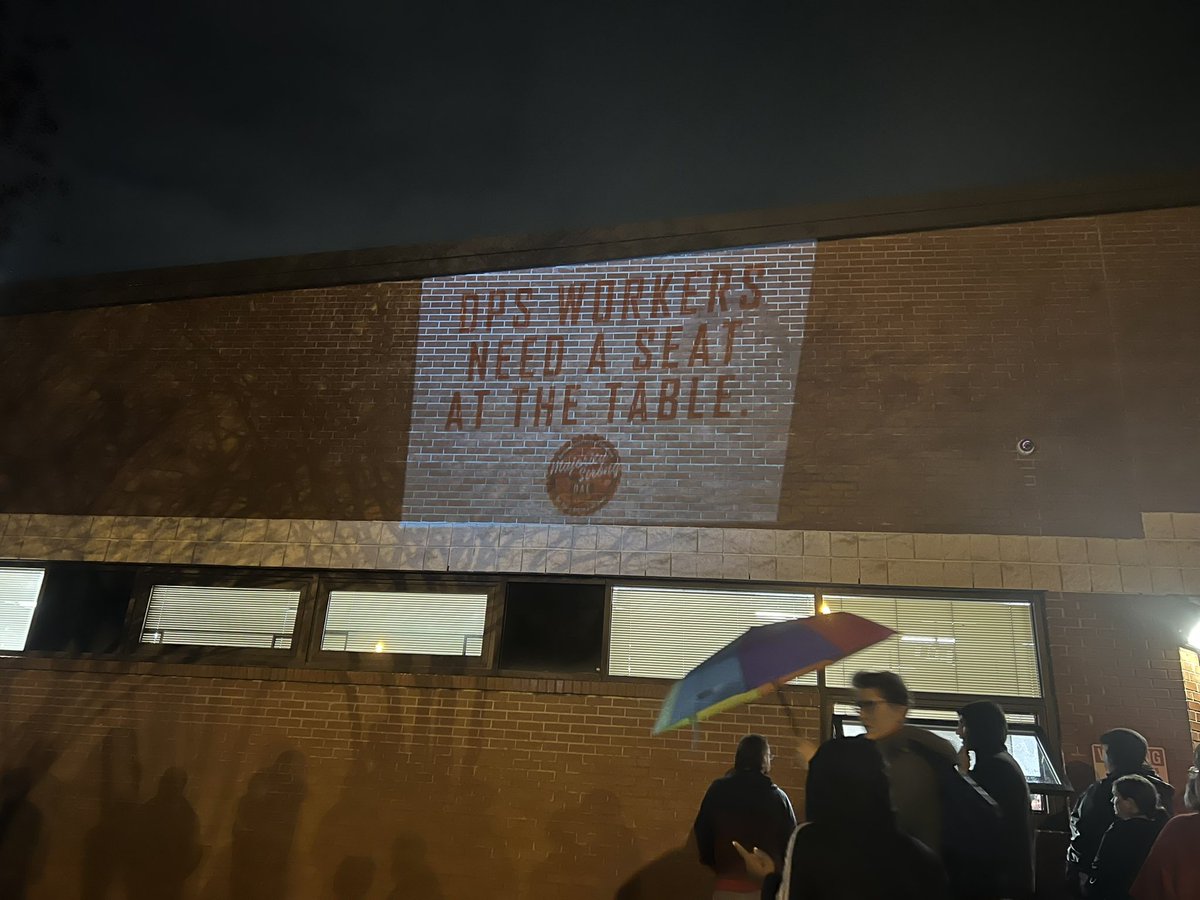 DPS WORKERS
NEED A SEAT
AT THE TABLE.